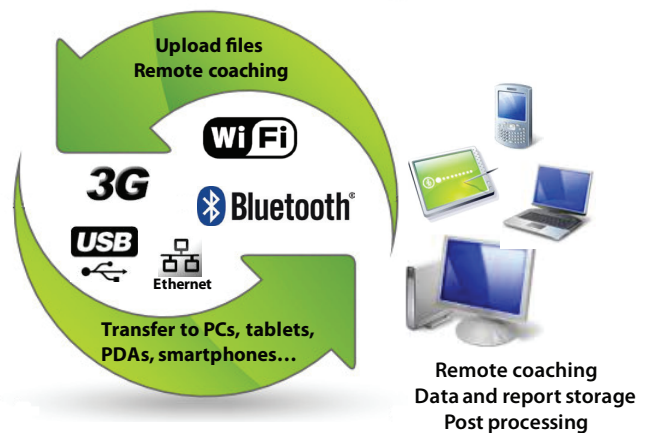 Upload files
Remote coaching
WiFi
3G
Bluetooth®
USB
Ethernet
Transfer to PCs, tablets,
PDAs, smartphones…
Remote coaching
Data and report storage
Post processing